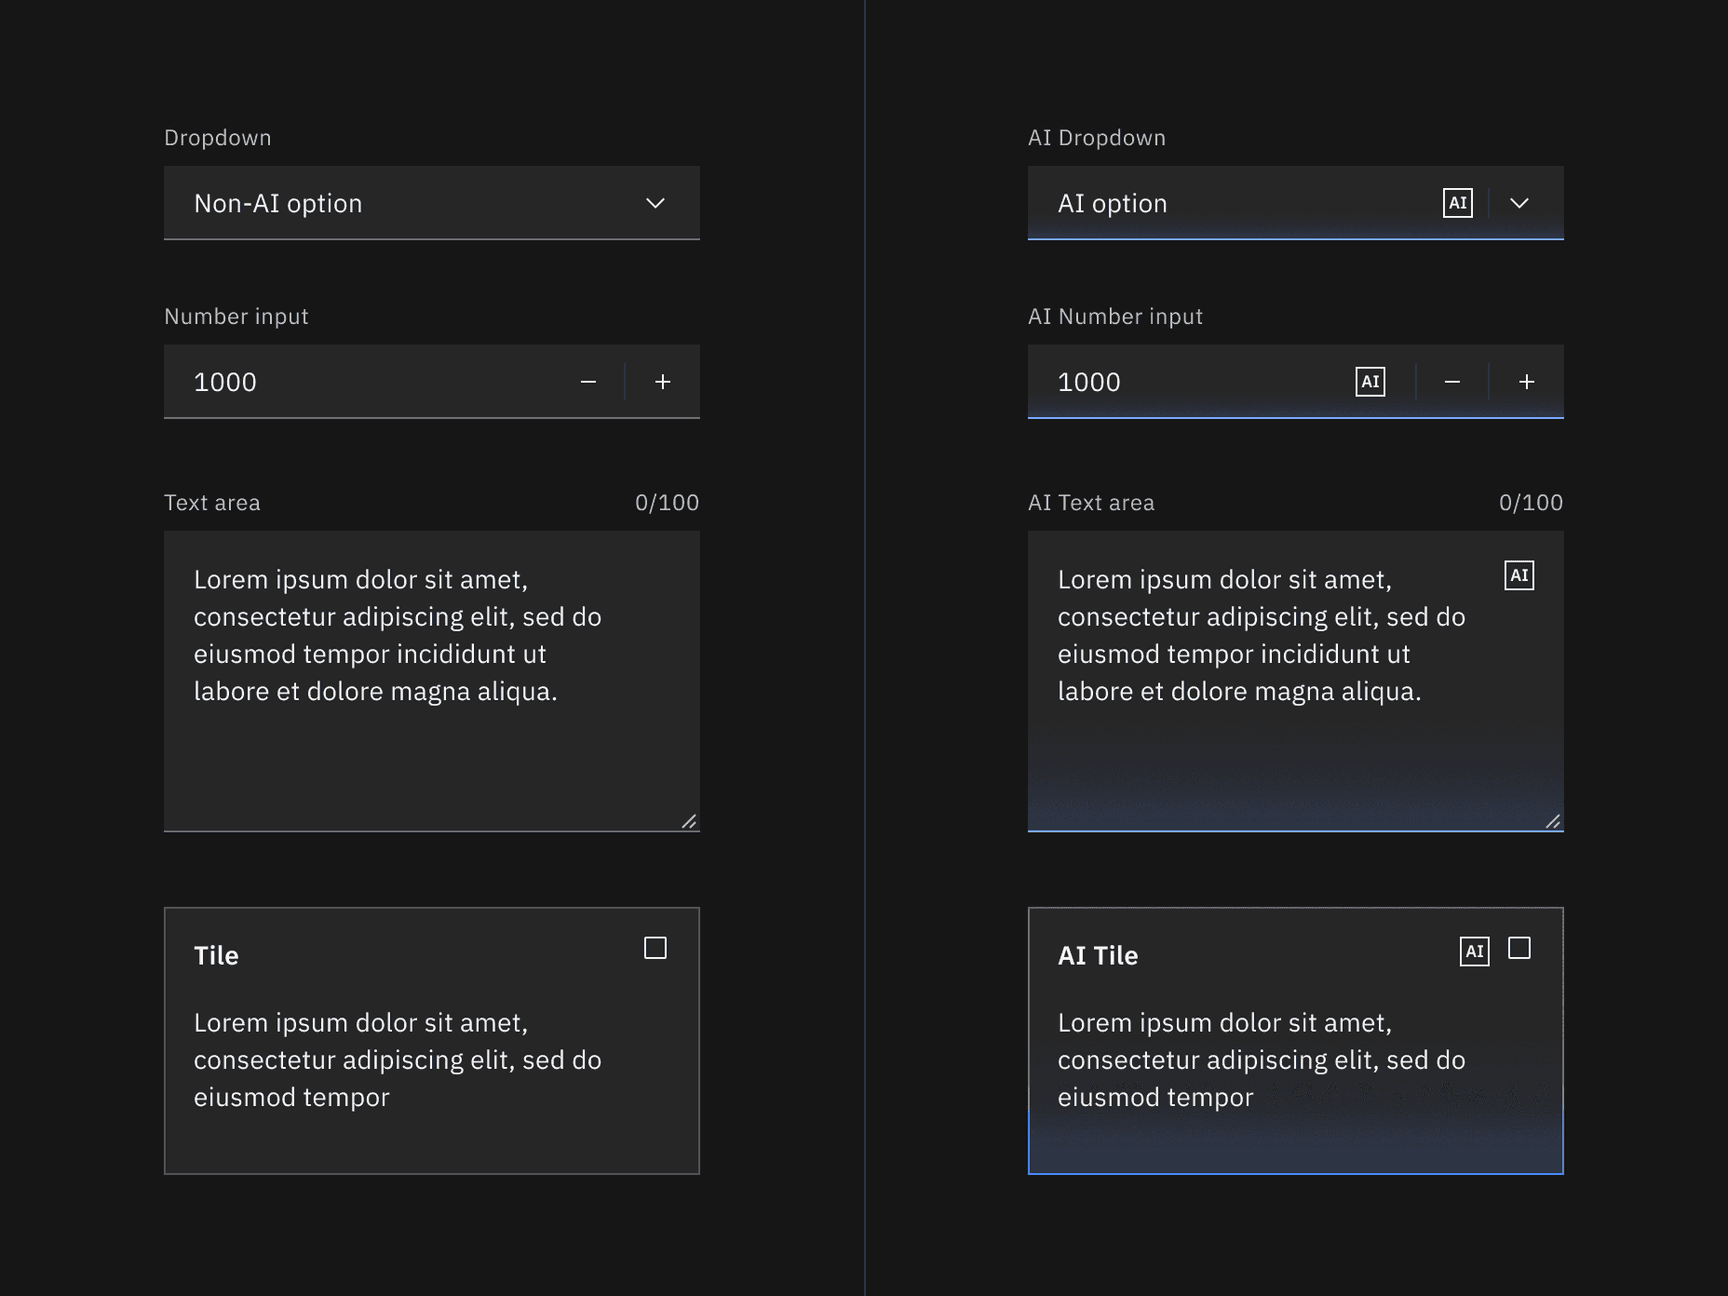 Dropdown
Non-AI option
Number input
1000
Text area 0/100
Lorem ipsum dolor sit amet,
consectetur adipiscing elit, sed do
eiusmod tempor incididunt ut
labore et dolore magna aliqua.
Tile
Lorem ipsum dolor sit amet,
consectetur adipiscing elit, sed do
eiusmod tempor
AI Dropdown
AI option AI
AI Number input
1000 AI
AI Text area 0/100
Lorem ipsum dolor sit amet, AI
consectetur adipiscing elit, sed do
eiusmod tempor incididunt ut
labore et dolore magna aliqua.
AI Tile AI
Lorem ipsum dolor sit amet,
consectetur adipiscing elit, sed do
eiusmod tempor